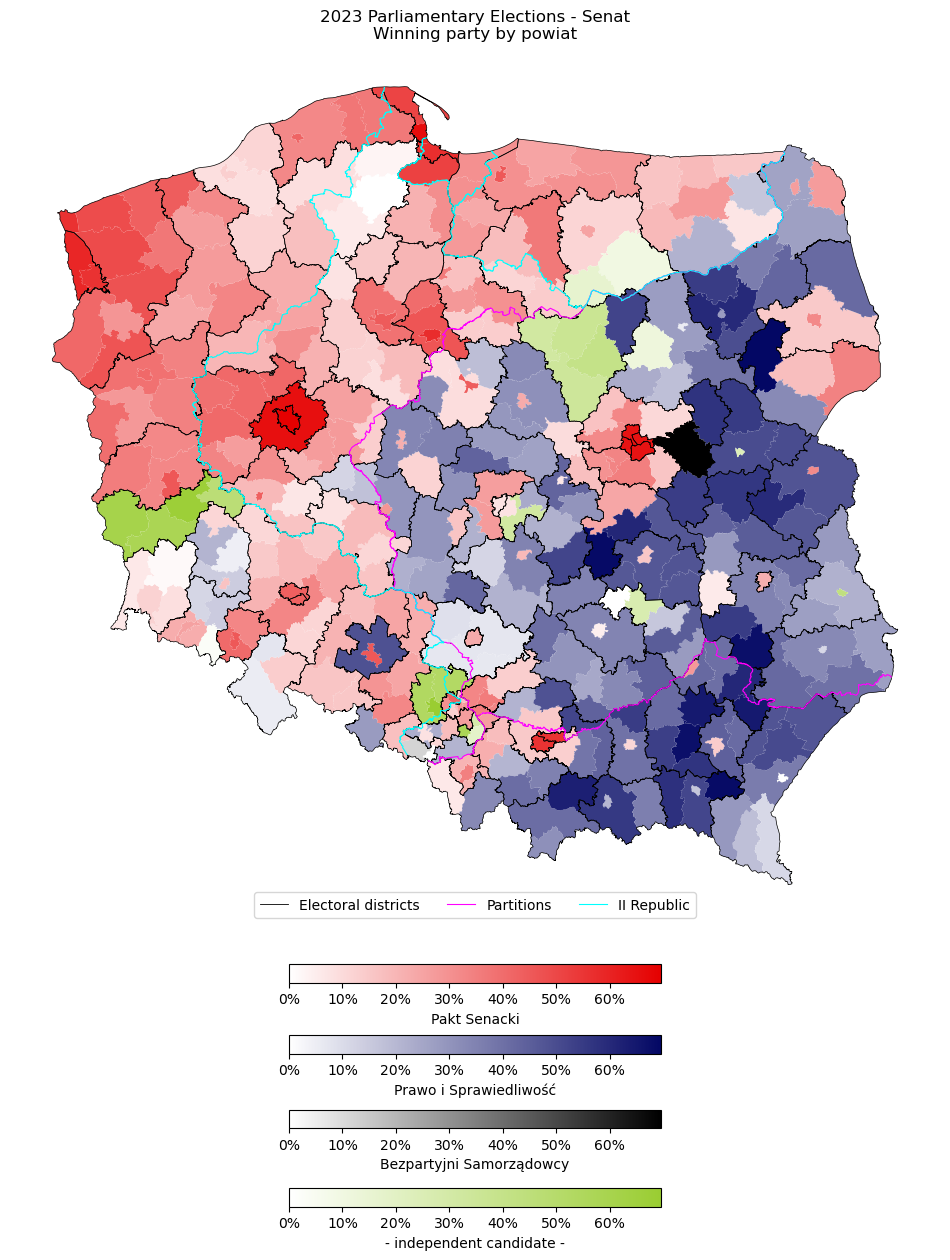 2023 Parliamentary Elections - Senat
Winning party by powiat
Electoral districts Partitions II Republic
0% 10% 20% 30% 40% 50% 60%
Pakt Senacki
0% 10% 20% 30% 40% 50% 60%
Prawo i Sprawiedliwość
0% 10% 20% 30% 40% 50% 60%
Bezpartyjni Samorządowcy
0% 10% 20% 30% 40% 50% 60%
- independent candidate -